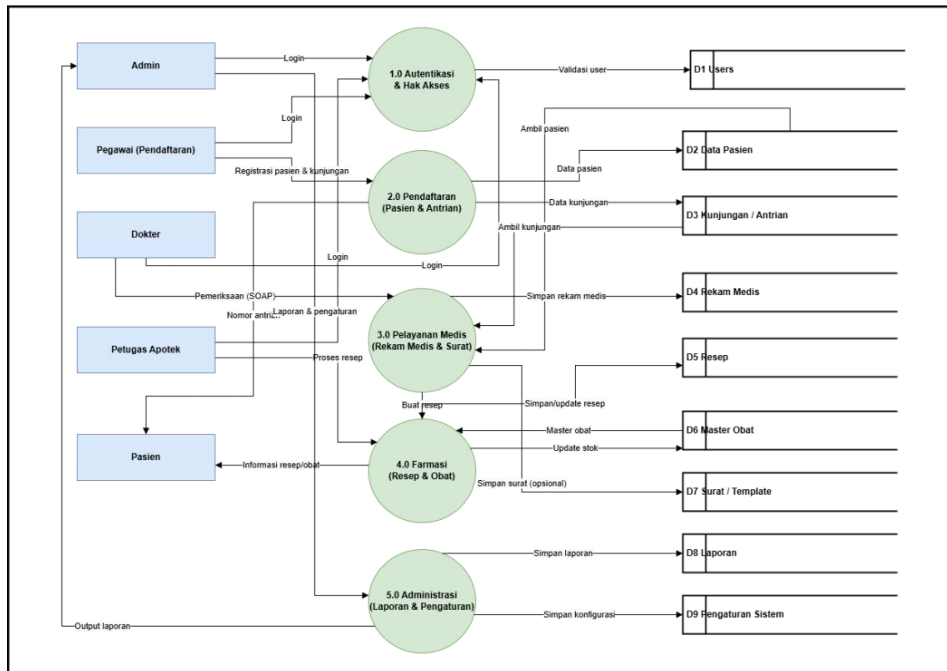 Admin
Login
1.0 Autentikasi
& Hak Akses
Validasi user
D1 Users
Login
Ambil pasien
Pegawai (Pendaftaran)
D2 Data Pasien
Registrasi pasien & kunjungan
Data pasien
2.0 Pendaftaran
(Pasien & Antrian)
Data kunjungan
D3 Kunjungan / Antrian
Dokter
Ambil kunjungan
Login
Login
Pemeriksaan (SOAP)
Simpan rekam medis
D4 Rekam Medis
Nomor antrian
Laporan & pengaturan
3.0 Pelayanan Medis
(Rekam Medis & Surat)
Petugas Apotek
Proses resep
D5 Resep
Buat resep
Simpan/update resep
Master obat
D6 Master Obat
Update stok
Pasien
Informasi resep/obat
4.0 Farmasi
(Resep & Obat)
Simpan surat (opsional)
D7 Surat / Template
Simpan laporan
D8 Laporan
5.0 Administrasi
(Laporan & Pengaturan)
Simpan konfigurasi
D9 Pengaturan Sistem
Output laporan